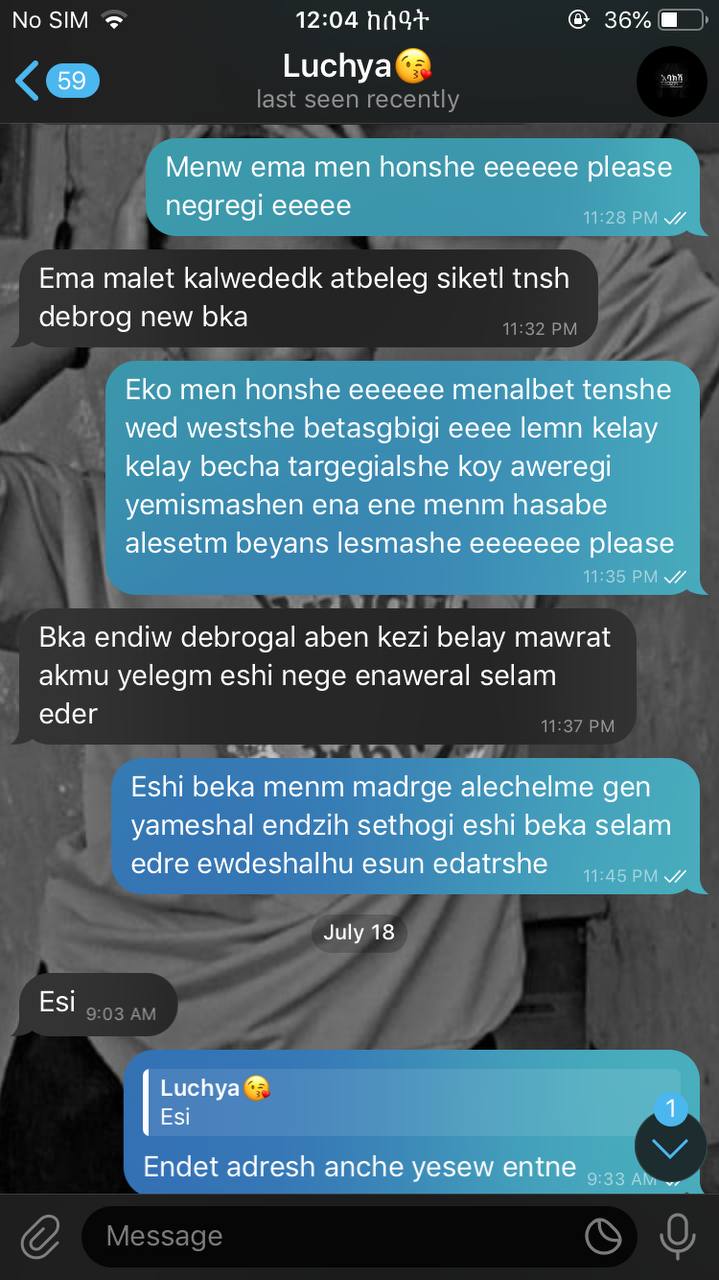 No SIM 12:04 ከሰዓት 36%
59 Luchya😘
last seen recently
Menw ema men honshe eeeeee please
negregi eeeee 11:28 PM
Ema malet kalwededk atbeleg siketl tnsh
debrog new bka 11:32 PM
Eko men honshe eeeeee menalbet tenshe
wed westshe betasgbigi eeee lemn kelay
kelay becha targegialshe koy aweregi
yemismashen ena ene menm hasabe
alesetm beyans lesmashe eeeeeee please
11:35 PM
Bka endiw debrogal aben kezi belay mawrat
akmu yelegm eshi nege enaweral selam
eder 11:37 PM
Eshi beka menm madrge alechelme gen
yameshal endzih sethogi eshi beka selam
edre ewdeshalhu esun edatrshe 11:45 PM
July 18
Esi 9:03 AM
Luchya😘
Esi
1
Endet adresh anche yesew entne 9:33 AM
Message